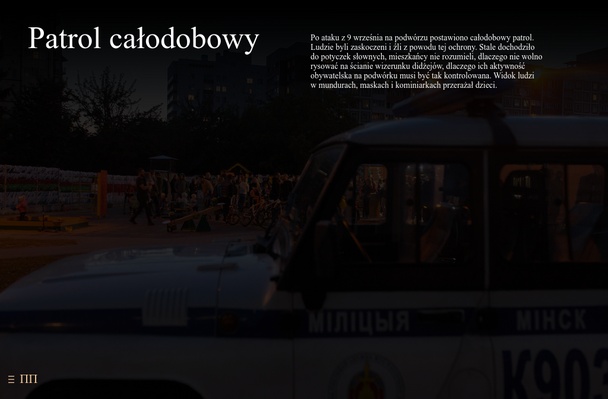 Patrol całodobowy
Po ataku z 9 września na podwórzu postawiono całodobowy patrol.
Ludzie byli zaskoczeni i źli z powodu tej ochrony. Stale dochodziło
do potyczek słownych, mieszkańcy nie rozumieli, dlaczego nie wolno
rysować na ścianie wizerunku didżejów, dlaczego ich aktywność
obywatelska na podwórku musi być tak kontrolowana. Widok ludzi
w mundurach, maskach i kominiarkach przerażał dzieci.
МІЛІЦЫЯ
МІНСК
K903
ПП